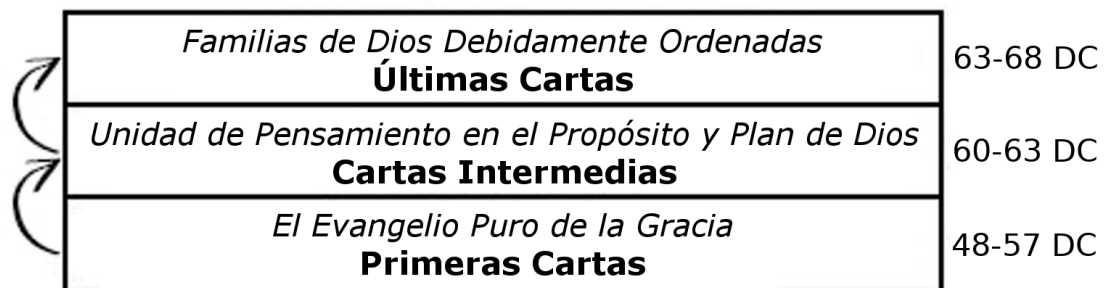 Familias de Dios Debidamente Ordenadas
Últimas Cartas
63-68 DC
Unidad de Pensamiento en el Propósito y Plan de Dios
Cartas Intermedias
60-63 DC
El Evangelio Puro de la Gracia
Primeras Cartas
48-57 DC